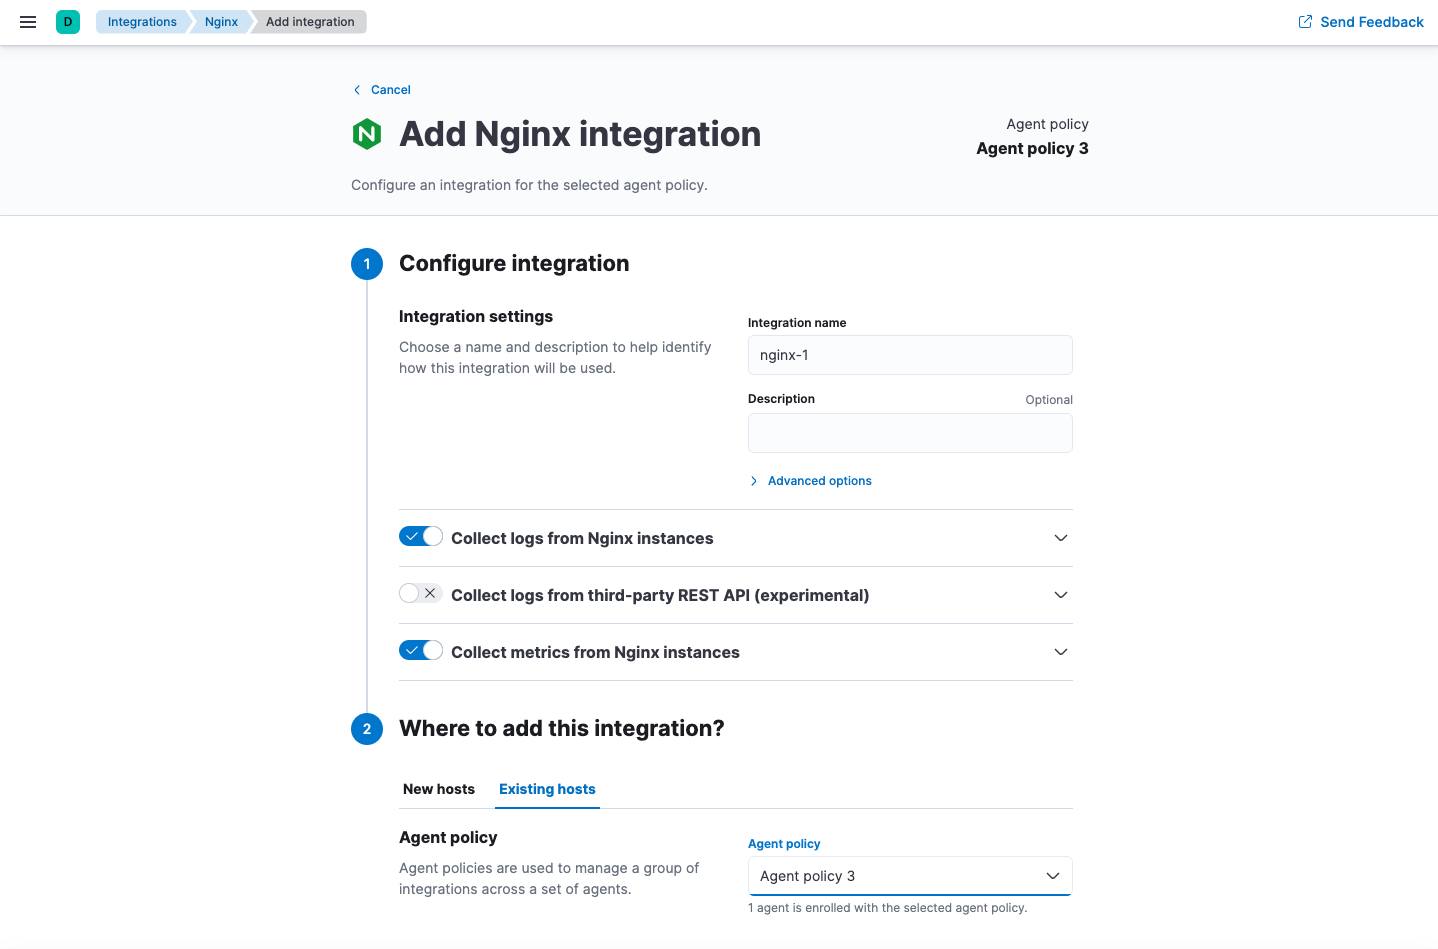 D
Integrations
Nginx
Add integration
Send Feedback
Cancel
Add Nginx integration
Agent policy
Agent policy 3
Configure an integration for the selected agent policy.
1
Configure integration
Integration settings
Choose a name and description to help identify
how this integration will be used.
Integration name
nginx-1
Description
Optional
Advanced options
Collect logs from Nginx instances
Collect logs from third-party REST API (experimental)
Collect metrics from Nginx instances
2
Where to add this integration?
New hosts
Existing hosts
Agent policy
Agent policies are used to manage a group of
integrations across a set of agents.
Agent policy
Agent policy 3
1 agent is enrolled with the selected agent policy.